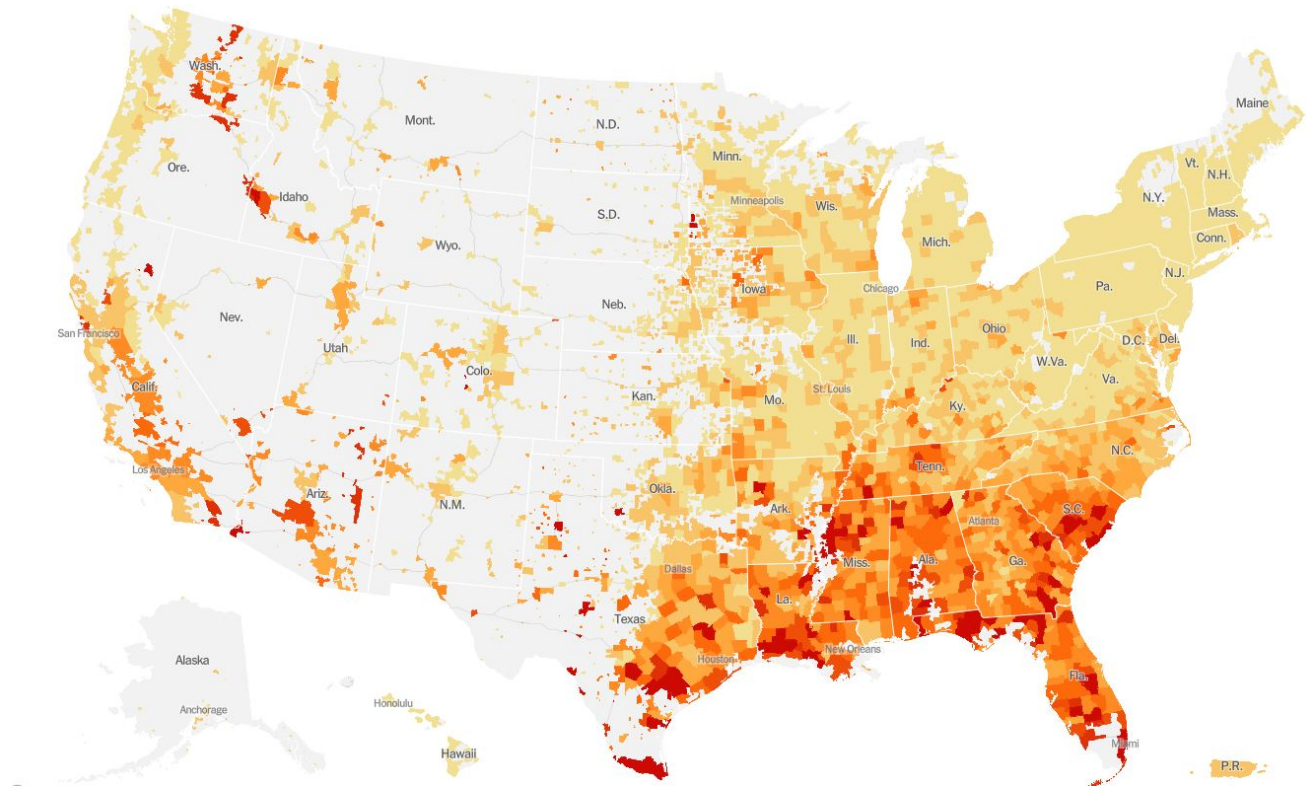 Wash.
Mont.
N.D.
Maine
Minn.
Vt.
N.H.
Ore.
Idaho
Minneapolis
Wis.
N.Y.
S.D.
Mass.
Wyo.
Mich.
Conn.
N.J.
Iowa
Chicago
Pa.
Neb.
Nev.
San Francisco
Ohio
Ill.
Ind.
D.C.
Del.
Utah
W.Va.
Colo.
Va.
Calif.
St. Louis
Kan.
Mo.
Ky.
N.C.
Los Angeles
Tenn.
Ariz.
Okla.
N.M.
Ark.
S.C.
Atlanta
Dallas
Miss.
Ala.
Ga.
La.
Texas
New Orleans
Alaska
Houston
Fla.
Honolulu
Anchorage
Miami
Hawaii
P.R.